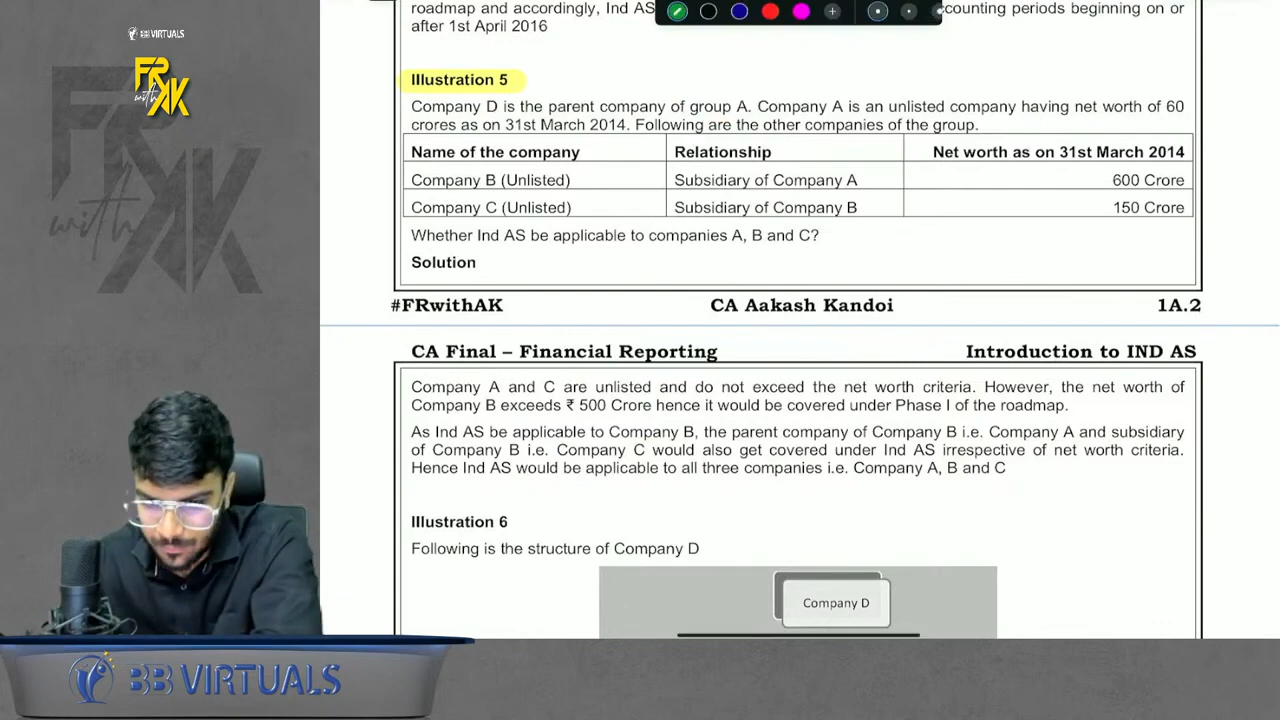 BB VIRTUALS
FR
with
AK
FR
with
AK
roadmap and accordingly, Ind AS
counting periods beginning on or
after 1st April 2016
Illustration 5
Company D is the parent company of group A. Company A is an unlisted company having net worth of 60
crores as on 31st March 2014. Following are the other companies of the group.
Name of the company Relationship Net worth as on 31st March 2014
Company B (Unlisted) Subsidiary of Company A 600 Crore
Company C (Unlisted) Subsidiary of Company B 150 Crore
Whether Ind AS be applicable to companies A, B and C?
Solution
#FRwithAK CA Aakash Kandoi 1A.2
CA Final – Financial Reporting Introduction to IND AS
Company A and C are unlisted and do not exceed the net worth criteria. However, the net worth of
Company B exceeds ₹ 500 Crore hence it would be covered under Phase I of the roadmap.
As Ind AS be applicable to Company B, the parent company of Company B i.e. Company A and subsidiary
of Company B i.e. Company C would also get covered under Ind AS irrespective of net worth criteria.
Hence Ind AS would be applicable to all three companies i.e. Company A, B and C
Illustration 6
Following is the structure of Company D
Company D
BB VIRTUALS